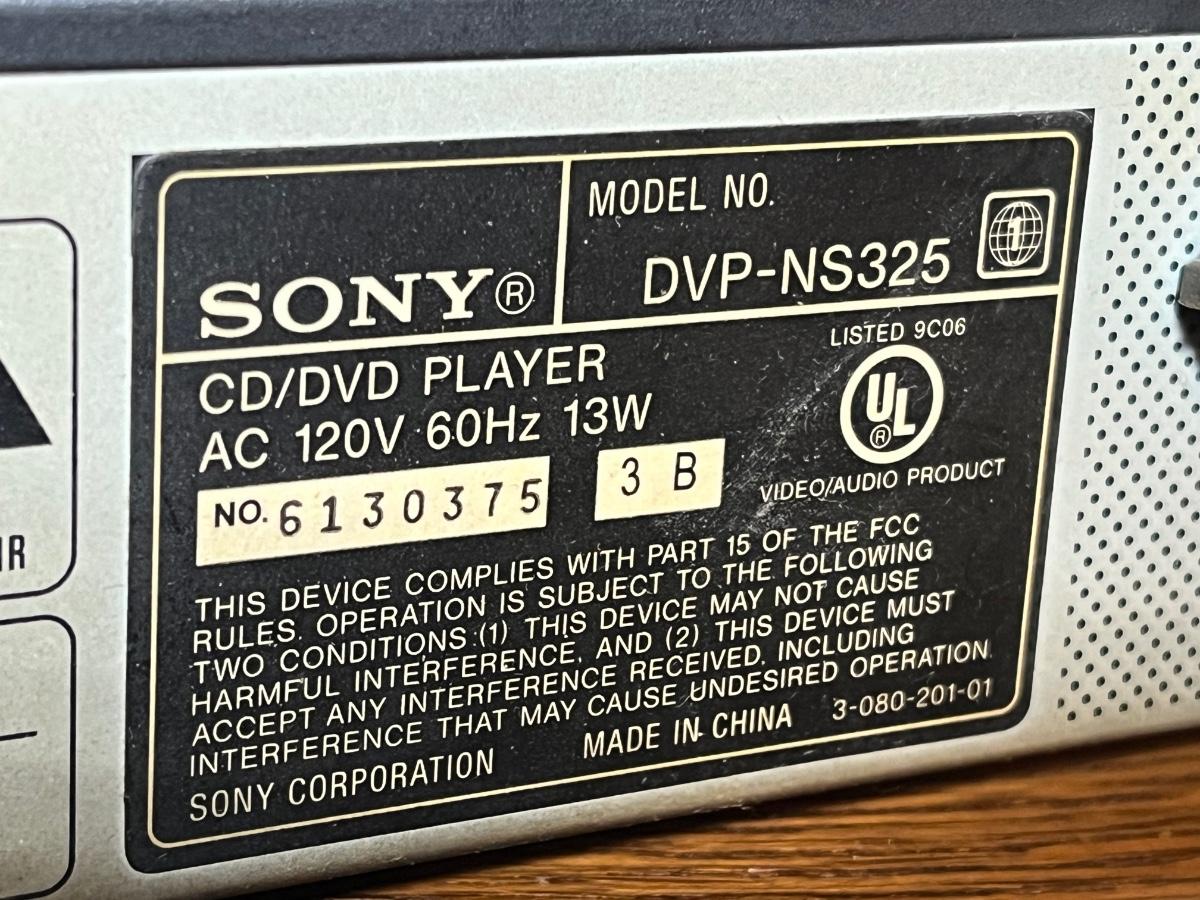 SONY®
MODEL NO.
DVP-NS325
1
CD/DVD PLAYER
AC 120V 60Hz 13W
NO. 6130375
3 B
LISTED 9C06
UL®
VIDEO/AUDIO PRODUCT
THIS DEVICE COMPLIES WITH PART 15 OF THE FCC
RULES. OPERATION IS SUBJECT TO THE FOLLOWING
TWO CONDITIONS:(1) THIS DEVICE MAY NOT CAUSE
HARMFUL INTERFERENCE, AND (2) THIS DEVICE MUST
ACCEPT ANY INTERFERENCE RECEIVED, INCLUDING
INTERFERENCE THAT MAY CAUSE UNDESIRED OPERATION.
SONY CORPORATION
MADE IN CHINA
3-080-201-01